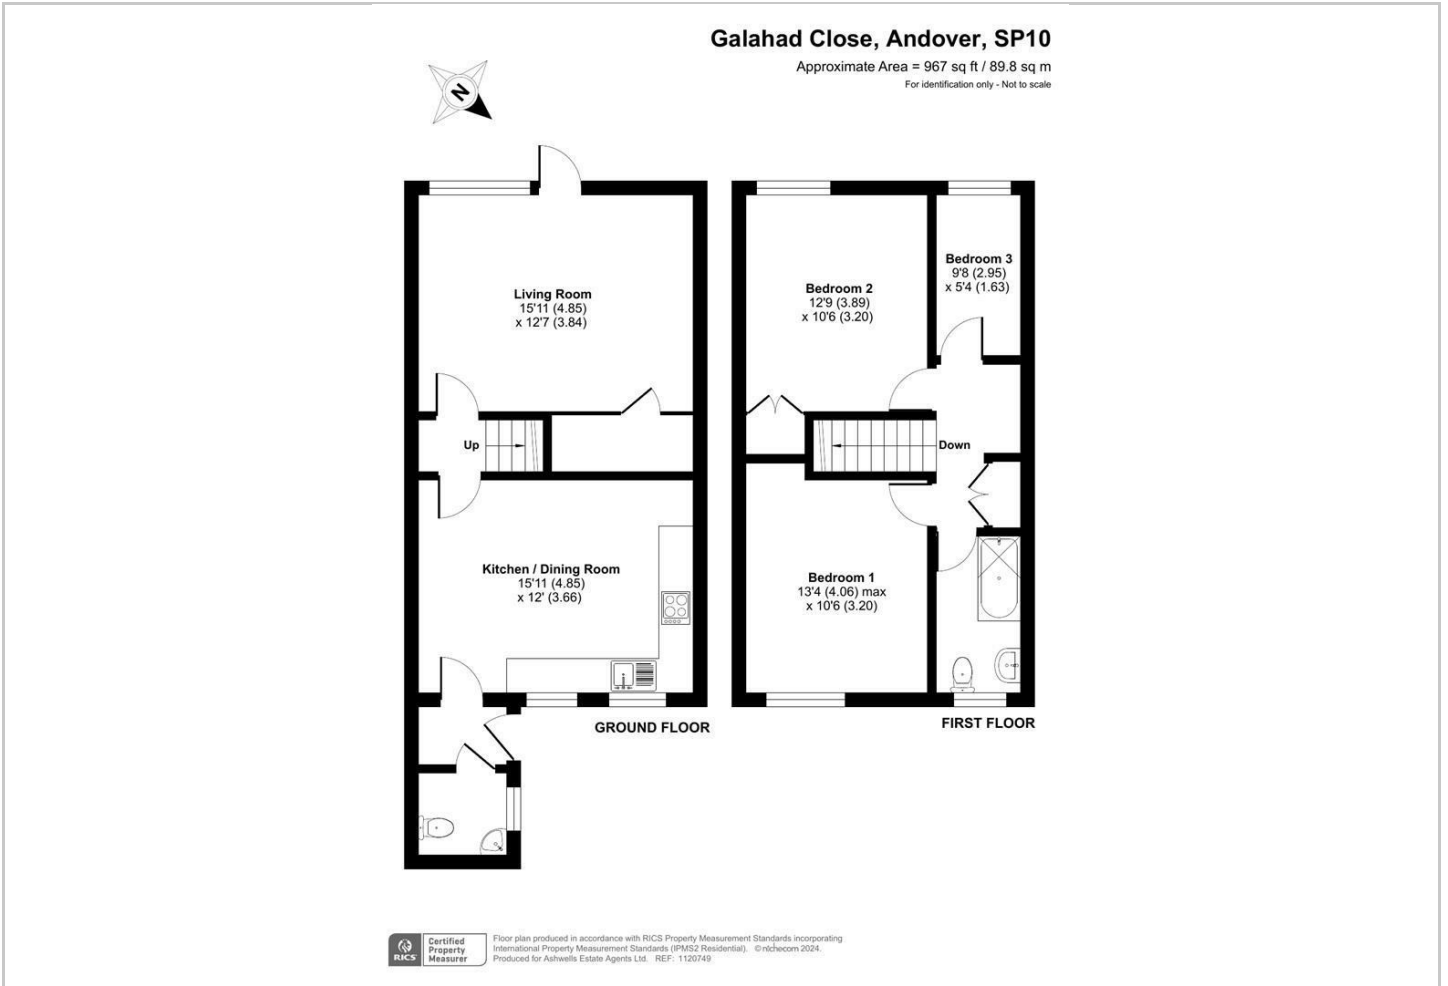 Galahad Close, Andover, SP10
Approximate Area = 967 sq ft / 89.8 sq m
For identification only - Not to scale
N
Living Room
15'11 (4.85)
x 12'7 (3.84)
Up
Kitchen / Dining Room
15'11 (4.85)
x 12' (3.66)
GROUND FLOOR
Bedroom 2
12'9 (3.89)
x 10'6 (3.20)
Bedroom 3
9'8 (2.95)
x 5'4 (1.63)
Down
Bedroom 1
13'4 (4.06) max
x 10'6 (3.20)
FIRST FLOOR
RICS
Certified
Property
Measurer
Floor plan produced in accordance with RICS Property Measurement Standards incorporating
International Property Measurement Standards (IPMS2 Residential). © nichecom 2024.
Produced for Ashwells Estate Agents Ltd. REF: 1120749